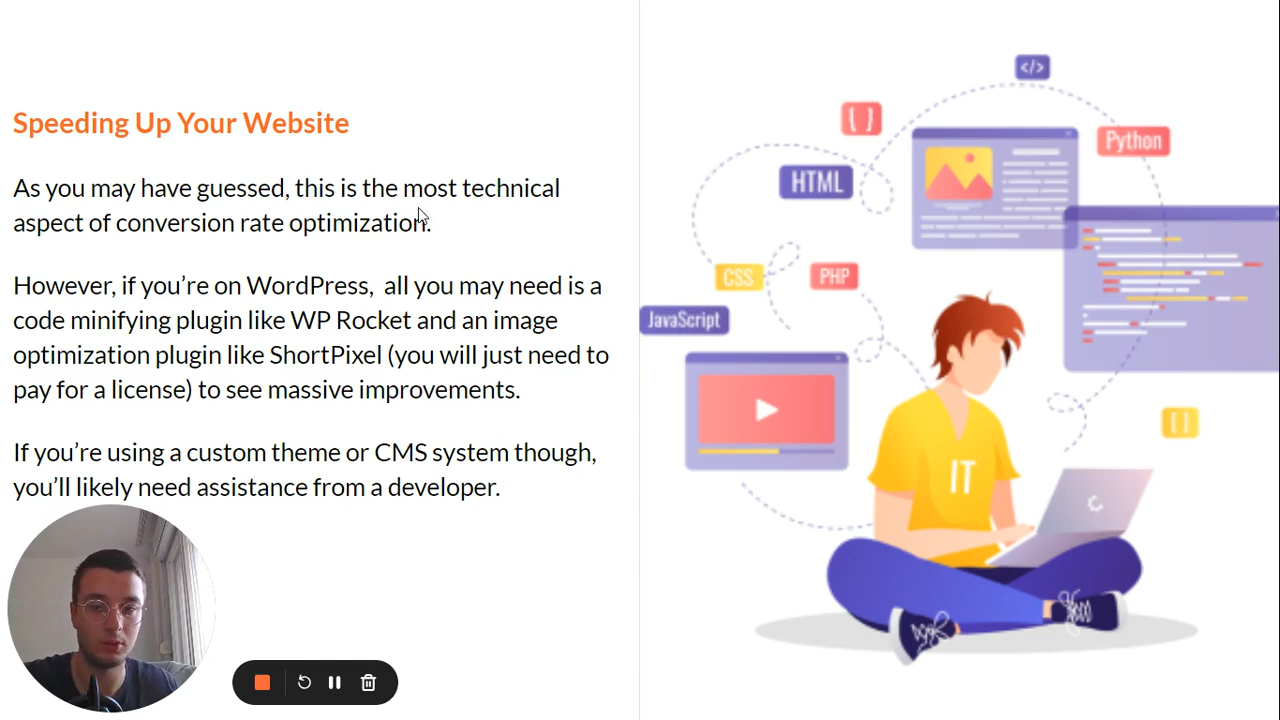 Speeding Up Your Website
As you may have guessed, this is the most technical
aspect of conversion rate optimization.
However, if you’re on WordPress,  all you may need is a
code minifying plugin like WP Rocket and an image
optimization plugin like ShortPixel (you will just need to
pay for a license) to see massive improvements.
If you’re using a custom theme or CMS system though,
you’ll likely need assistance from a developer.
</>
{ }
Python
HTML
CSS
PHP
JavaScript
[ ]
IT